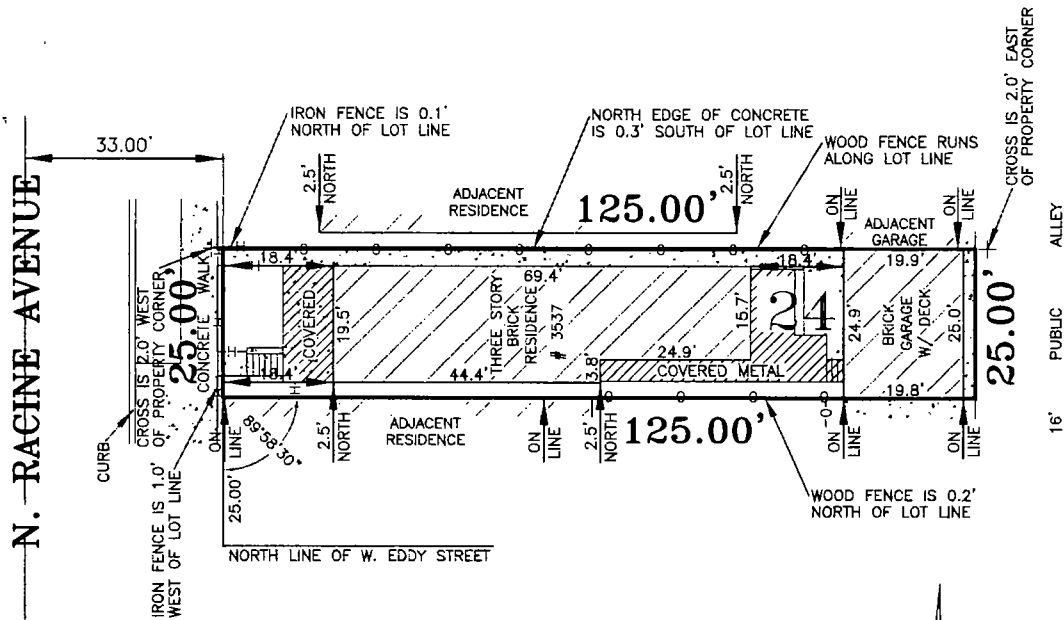 N. RACINE AVENUE
33.00'
IRON FENCE IS 0.1'
NORTH OF LOT LINE
2.5'
NORTH
ADJACENT
RESIDENCE
NORTH EDGE OF CONCRETE
IS 0.3' SOUTH OF LOT LINE
125.00'
2.5'
NORTH
WOOD FENCE RUNS
ALONG LOT LINE
ON
LINE
ADJACENT
GARAGE
ON
LINE
CROSS IS 2.0' EAST
OF PROPERTY CORNER
CURB
CROSS IS 2.0' WEST
OF PROPERTY CORNER
25.00'
CONCRETE WALK
18.4'
COVERED
19.5'
69.4'
THREE STORY
BRICK
RESIDENCE
# 3537
18.4'
15.7'
24
24.9'
19.9'
BRICK
GARAGE
W/ DECK
25.0'
25.00'
16' PUBLIC ALLEY
18.4'
44.4'
3.8'
24.9'
COVERED METAL
19.8'
IRON FENCE IS 1.0'
WEST OF LOT LINE
ON
LINE
89°58'30"
25.00'
2.5'
NORTH
ADJACENT
RESIDENCE
ON
LINE
2.5'
NORTH
125.00'
-0-
ON
LINE
ON
LINE
WOOD FENCE IS 0.2'
NORTH OF LOT LINE
NORTH LINE OF W. EDDY STREET